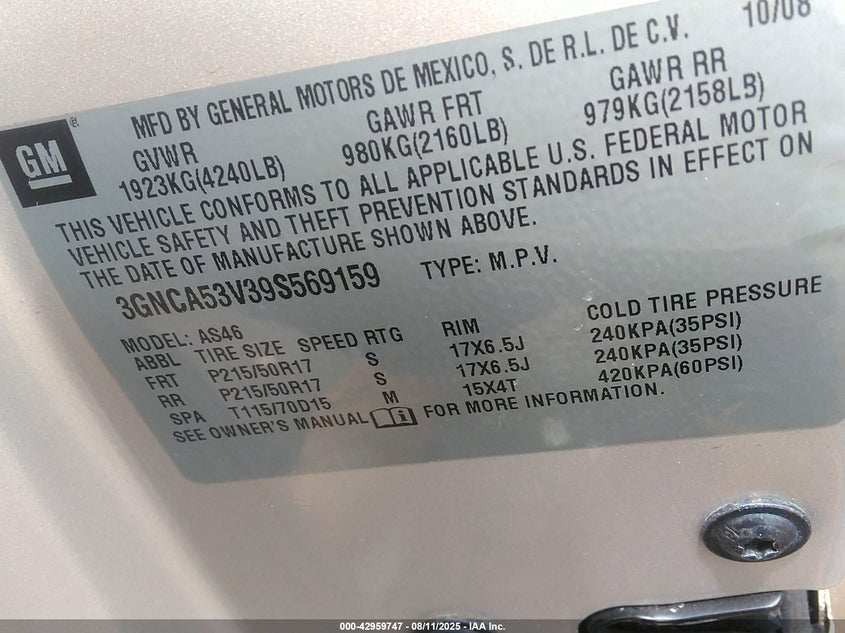 10/08
MFD BY GENERAL MOTORS DE MEXICO, S. DE R.L. DE C.V.
GM ®
GVWR GAWR FRT GAWR RR
1923KG(4240LB) 980KG(2160LB) 979KG(2158LB)
THIS VEHICLE CONFORMS TO ALL APPLICABLE U.S. FEDERAL MOTOR
VEHICLE SAFETY AND THEFT PREVENTION STANDARDS IN EFFECT ON
THE DATE OF MANUFACTURE SHOWN ABOVE.
3GNCA53V39S569159 TYPE: M.P.V.
MODEL: AS46
ABBL TIRE SIZE SPEED RTG RIM COLD TIRE PRESSURE
FRT P215/50R17 S 17X6.5J 240KPA(35PSI)
RR P215/50R17 S 17X6.5J 240KPA(35PSI)
SPA T115/70D15 M 15X4T 420KPA(60PSI)
SEE OWNER'S MANUAL FOR MORE INFORMATION.
000-42959747 - 08/11/2025 - IAA Inc.